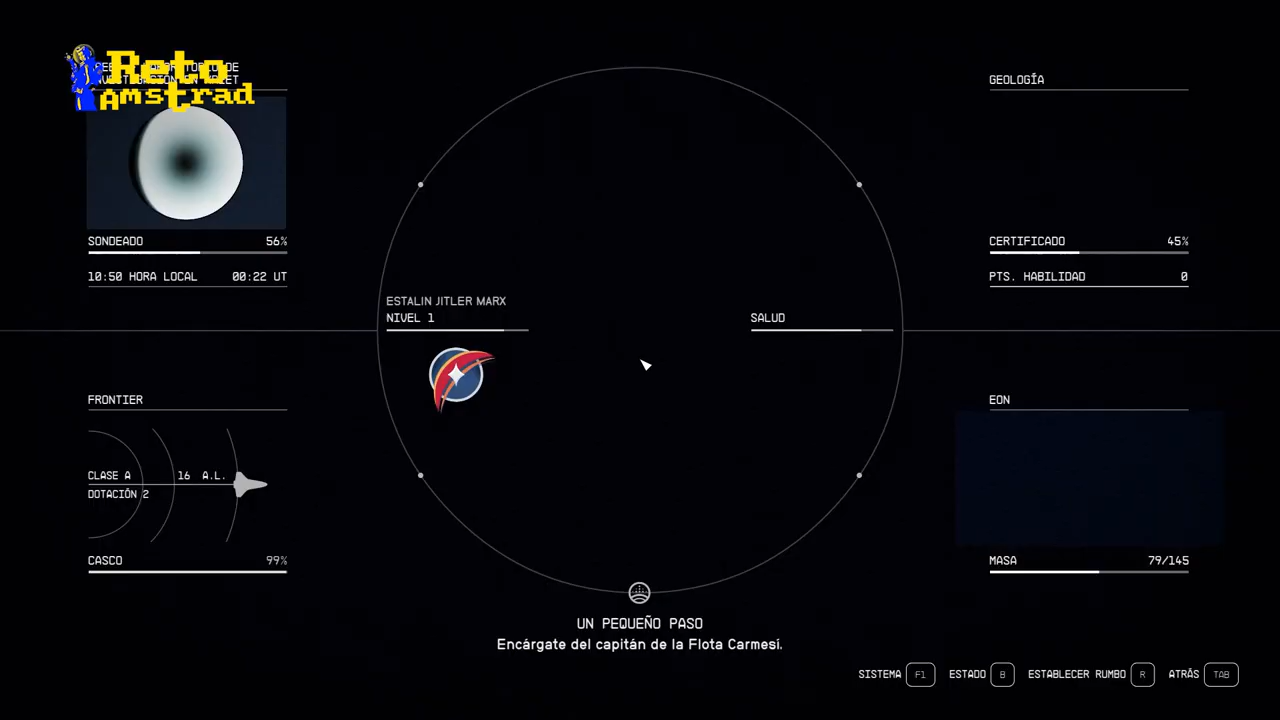 Reto
Amstrad
SONDEADO 56%
10:50 HORA LOCAL 00:22 UT
GEOLOGÍA
CERTIFICADO 45%
PTS. HABILIDAD 0
ESTALIN JITLER MARX
NIVEL 1
SALUD
FRONTIER
CLASE A 16 A.L.
DOTACIÓN 2
CASCO 99%
EON
MASA 79/145
UN PEQUEÑO PASO
Encárgate del capitán de la Flota Carmesí.
SISTEMA F1 ESTADO B ESTABLECER RUMBO R ATRÁS TAB